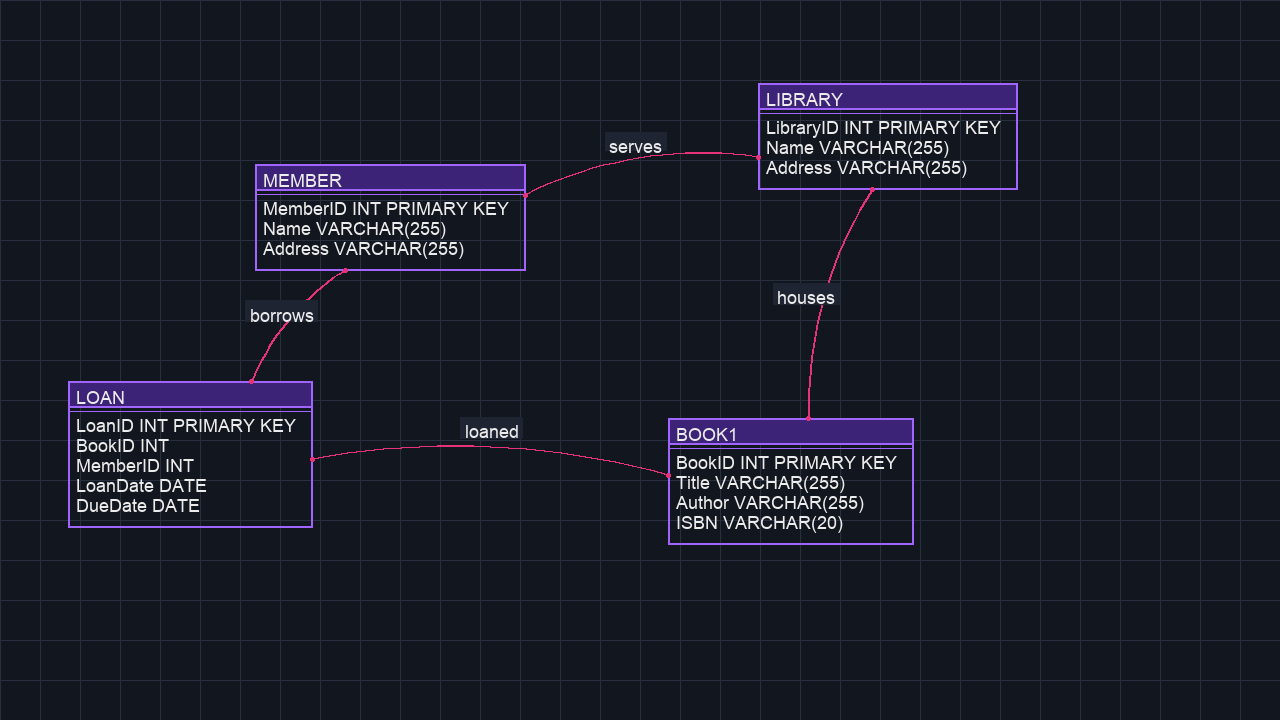 LIBRARY
LibraryID INT PRIMARY KEY
Name VARCHAR(255)
Address VARCHAR(255)
serves
MEMBER
MemberID INT PRIMARY KEY
Name VARCHAR(255)
Address VARCHAR(255)
houses
borrows
LOAN
LoanID INT PRIMARY KEY
BookID INT
MemberID INT
LoanDate DATE
DueDate DATE
loaned
BOOK1
BookID INT PRIMARY KEY
Title VARCHAR(255)
Author VARCHAR(255)
ISBN VARCHAR(20)